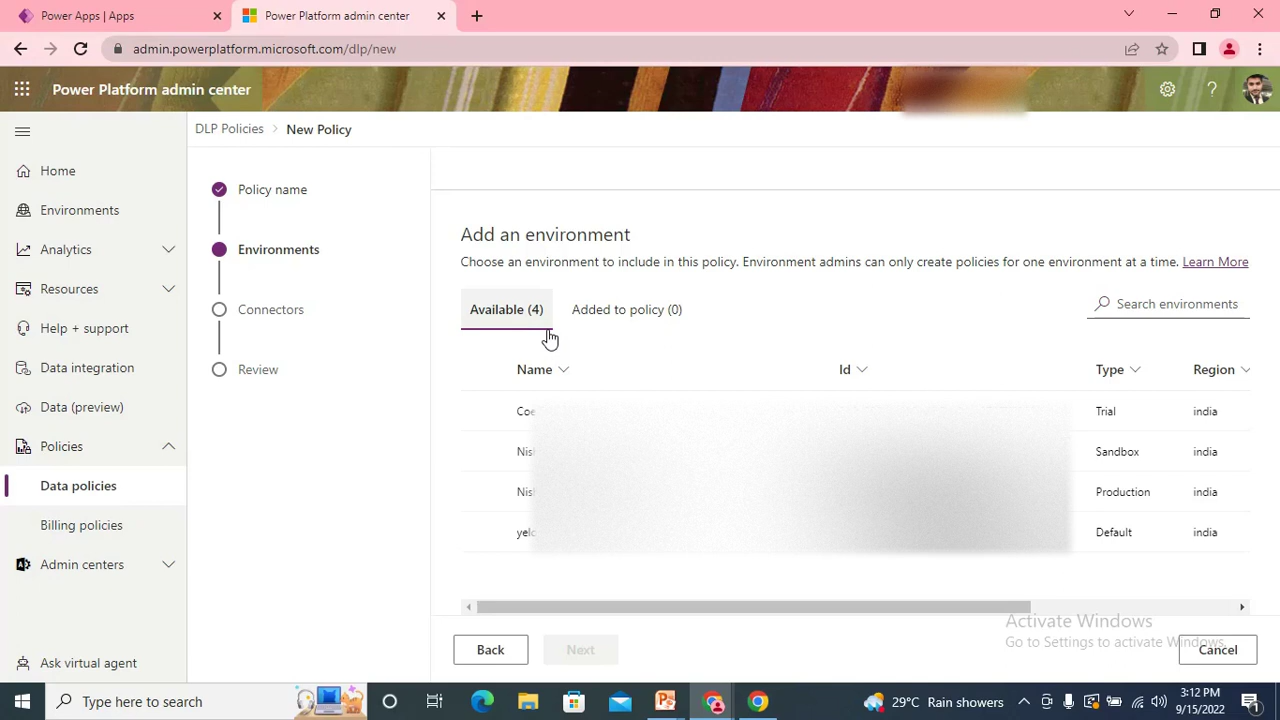 Power Apps | Apps
Power Platform admin center
admin.powerplatform.microsoft.com/dlp/new
Power Platform admin center
DLP Policies > New Policy
Home
Environments
Analytics
Resources
Help + support
Data integration
Data (preview)
Policies
Data policies
Billing policies
Admin centers
Ask virtual agent
Policy name
Environments
Connectors
Review
Add an environment
Choose an environment to include in this policy. Environment admins can only create policies for one environment at a time. Learn More
Available (4) Added to policy (0) Search environments
Name Id Type Region
Trial india
Sandbox india
Production india
Default india
Back Next Cancel
Activate Windows
Go to Settings to activate Windows.
Type here to search
29°C Rain showers
3:12 PM
9/15/2022
1